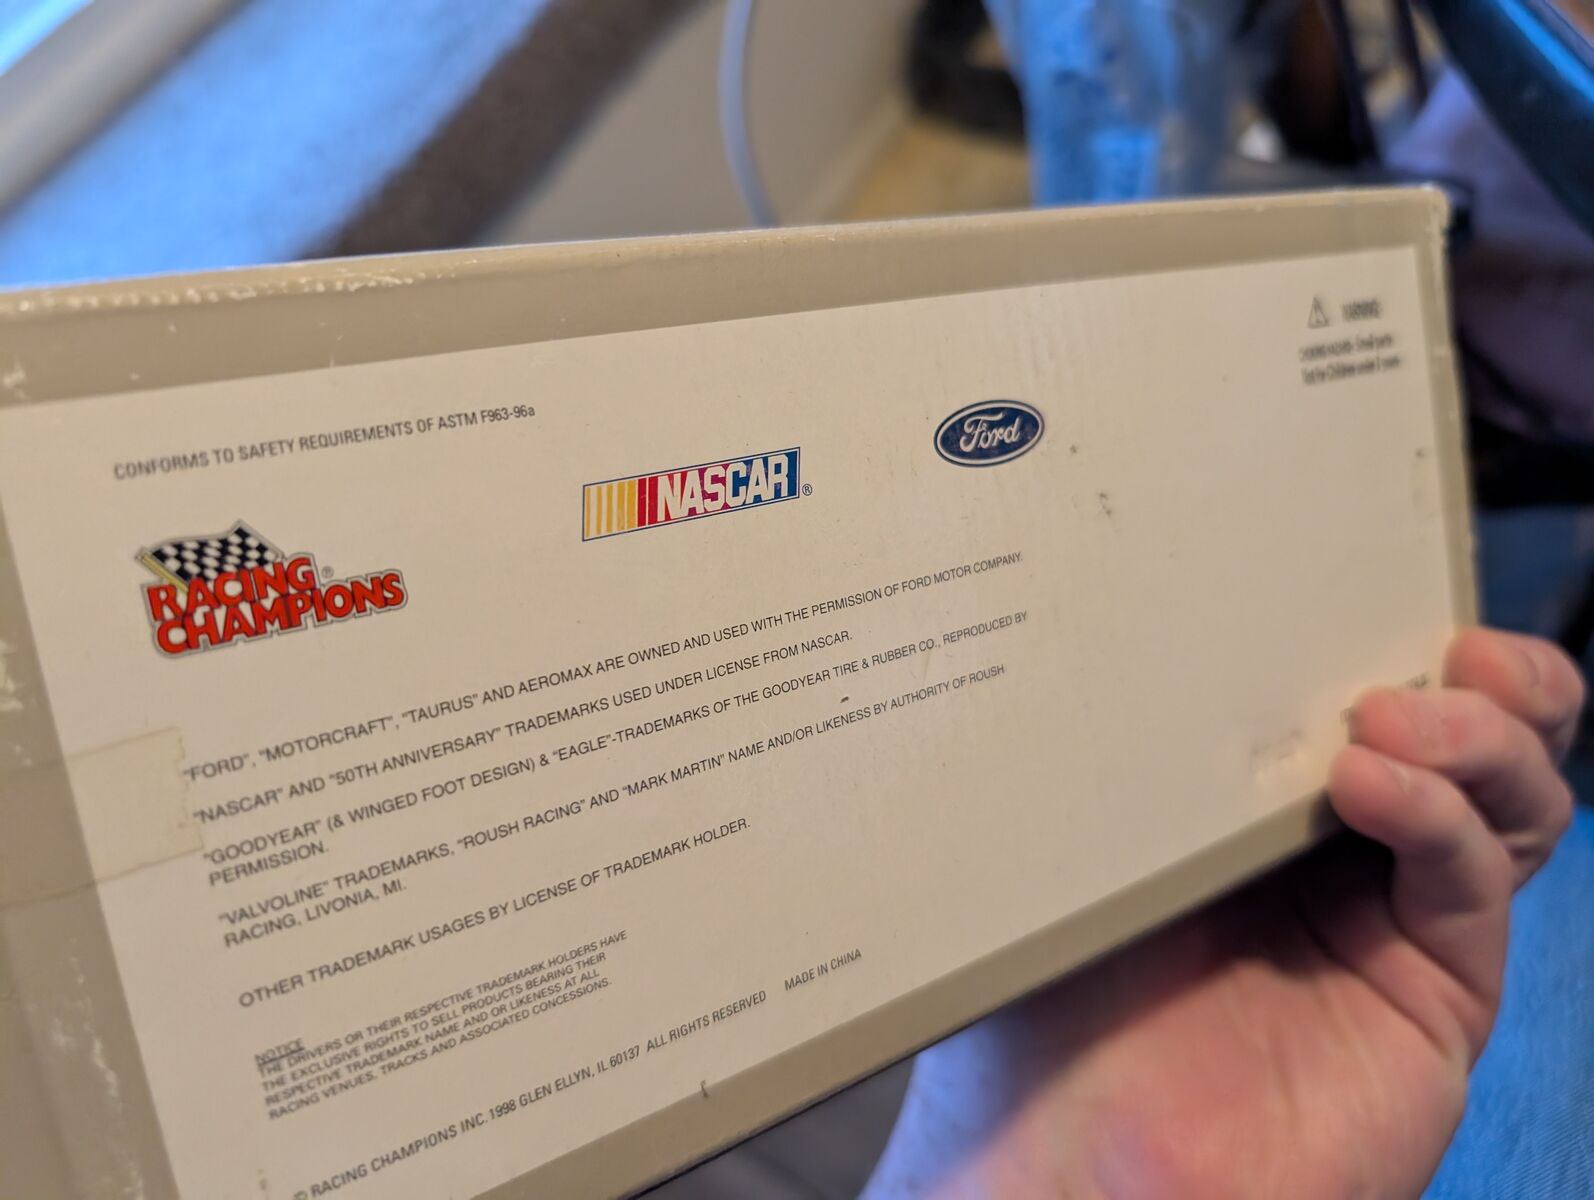 CONFORMS TO SAFETY REQUIREMENTS OF ASTM F963-96a
RACING ®
CHAMPIONS
NASCAR ®
Ford
"FORD", "MOTORCRAFT", "TAURUS" AND AEROMAX ARE OWNED AND USED WITH THE PERMISSION OF FORD MOTOR COMPANY.
"NASCAR" AND "50TH ANNIVERSARY" TRADEMARKS USED UNDER LICENSE FROM NASCAR.
"GOODYEAR" (& WINGED FOOT DESIGN) & "EAGLE"-TRADEMARKS OF THE GOODYEAR TIRE & RUBBER CO., REPRODUCED BY
PERMISSION.
"VALVOLINE" TRADEMARKS, "ROUSH RACING" AND "MARK MARTIN" NAME AND/OR LIKENESS BY AUTHORITY OF ROUSH
RACING, LIVONIA, MI.
OTHER TRADEMARK USAGES BY LICENSE OF TRADEMARK HOLDER.
NOTICE
THE DRIVERS OR THEIR RESPECTIVE TRADEMARK HOLDERS HAVE
THE EXCLUSIVE RIGHTS TO SELL PRODUCTS BEARING THEIR
RESPECTIVE TRADEMARK NAME AND OR LIKENESS AT ALL
RACING VENUES, TRACKS AND ASSOCIATED CONCESSIONS.
© RACING CHAMPIONS INC. 1998 GLEN ELLYN, IL 60137 ALL RIGHTS RESERVED MADE IN CHINA